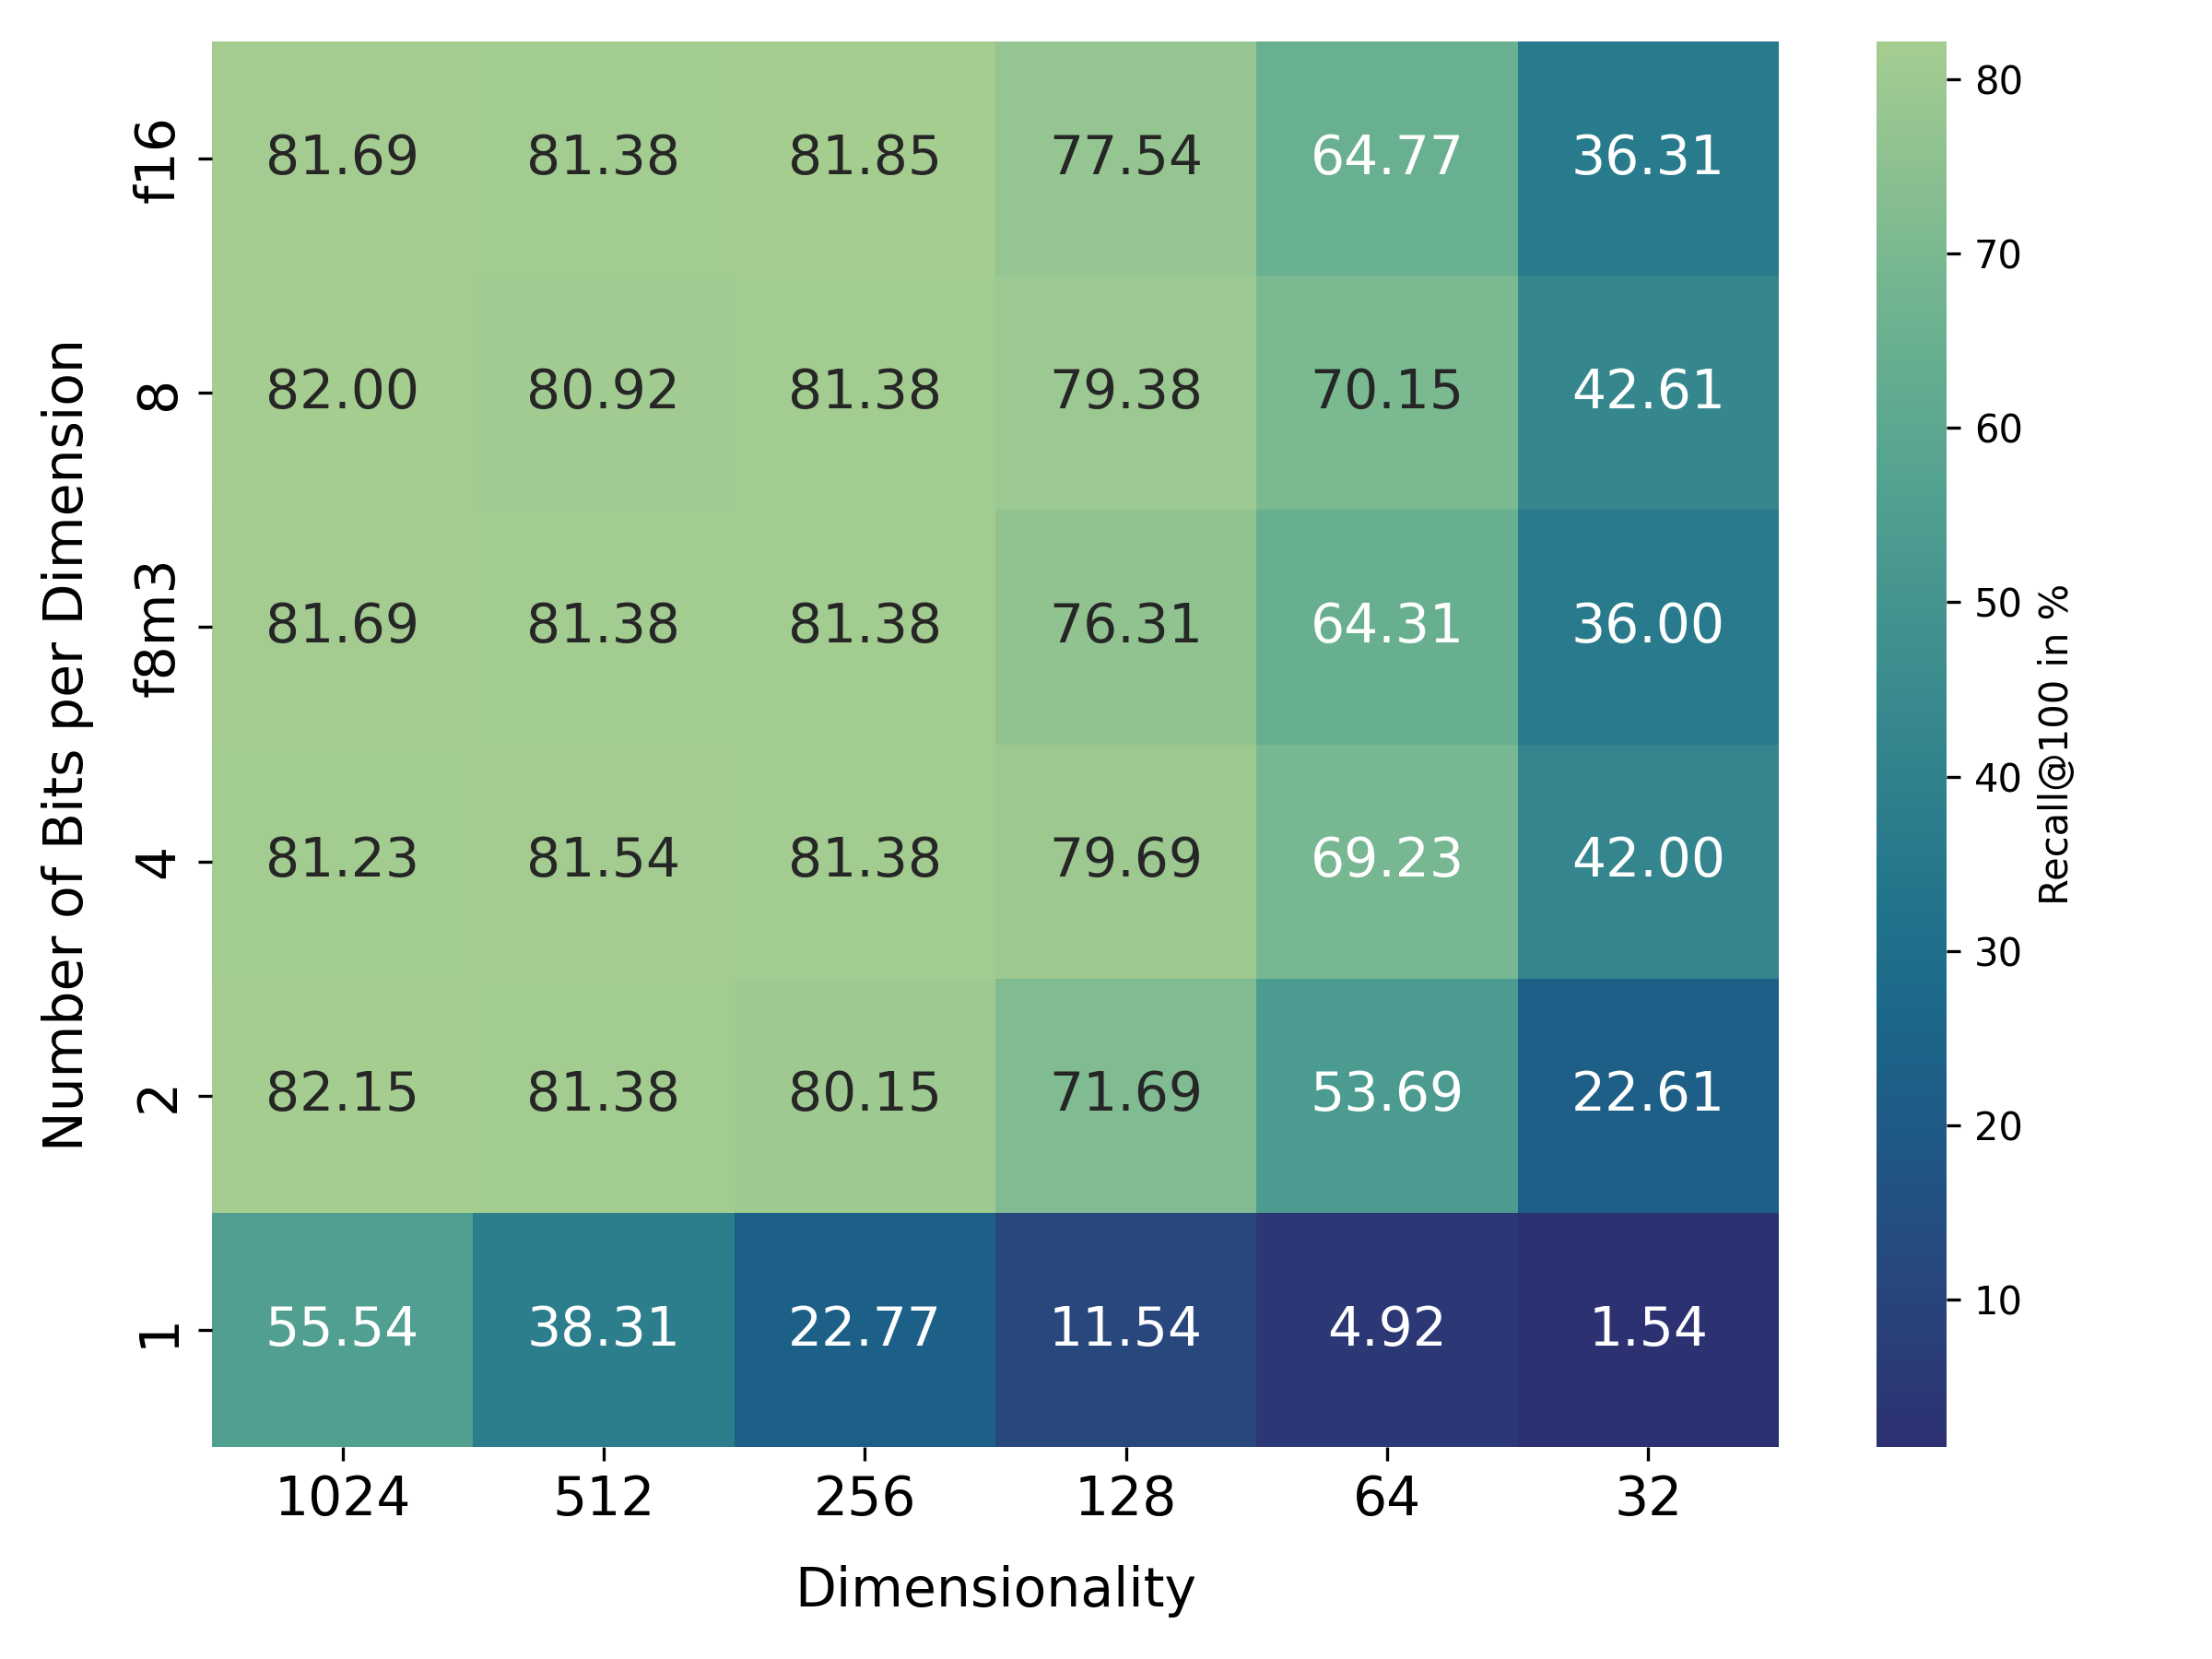 Number of Bits per Dimension
f16
81.69 81.38 81.85 77.54 64.77 36.31
8
82.00 80.92 81.38 79.38 70.15 42.61
f8m3
81.69 81.38 81.38 76.31 64.31 36.00
4
81.23 81.54 81.38 79.69 69.23 42.00
2
82.15 81.38 80.15 71.69 53.69 22.61
1
55.54 38.31 22.77 11.54 4.92 1.54
1024 512 256 128 64 32
Dimensionality
80
70
60
50
40
30
20
10
Recall@100 in %